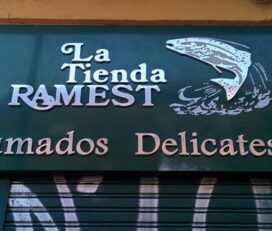 La
Tienda
RAMEST
umados Delicates